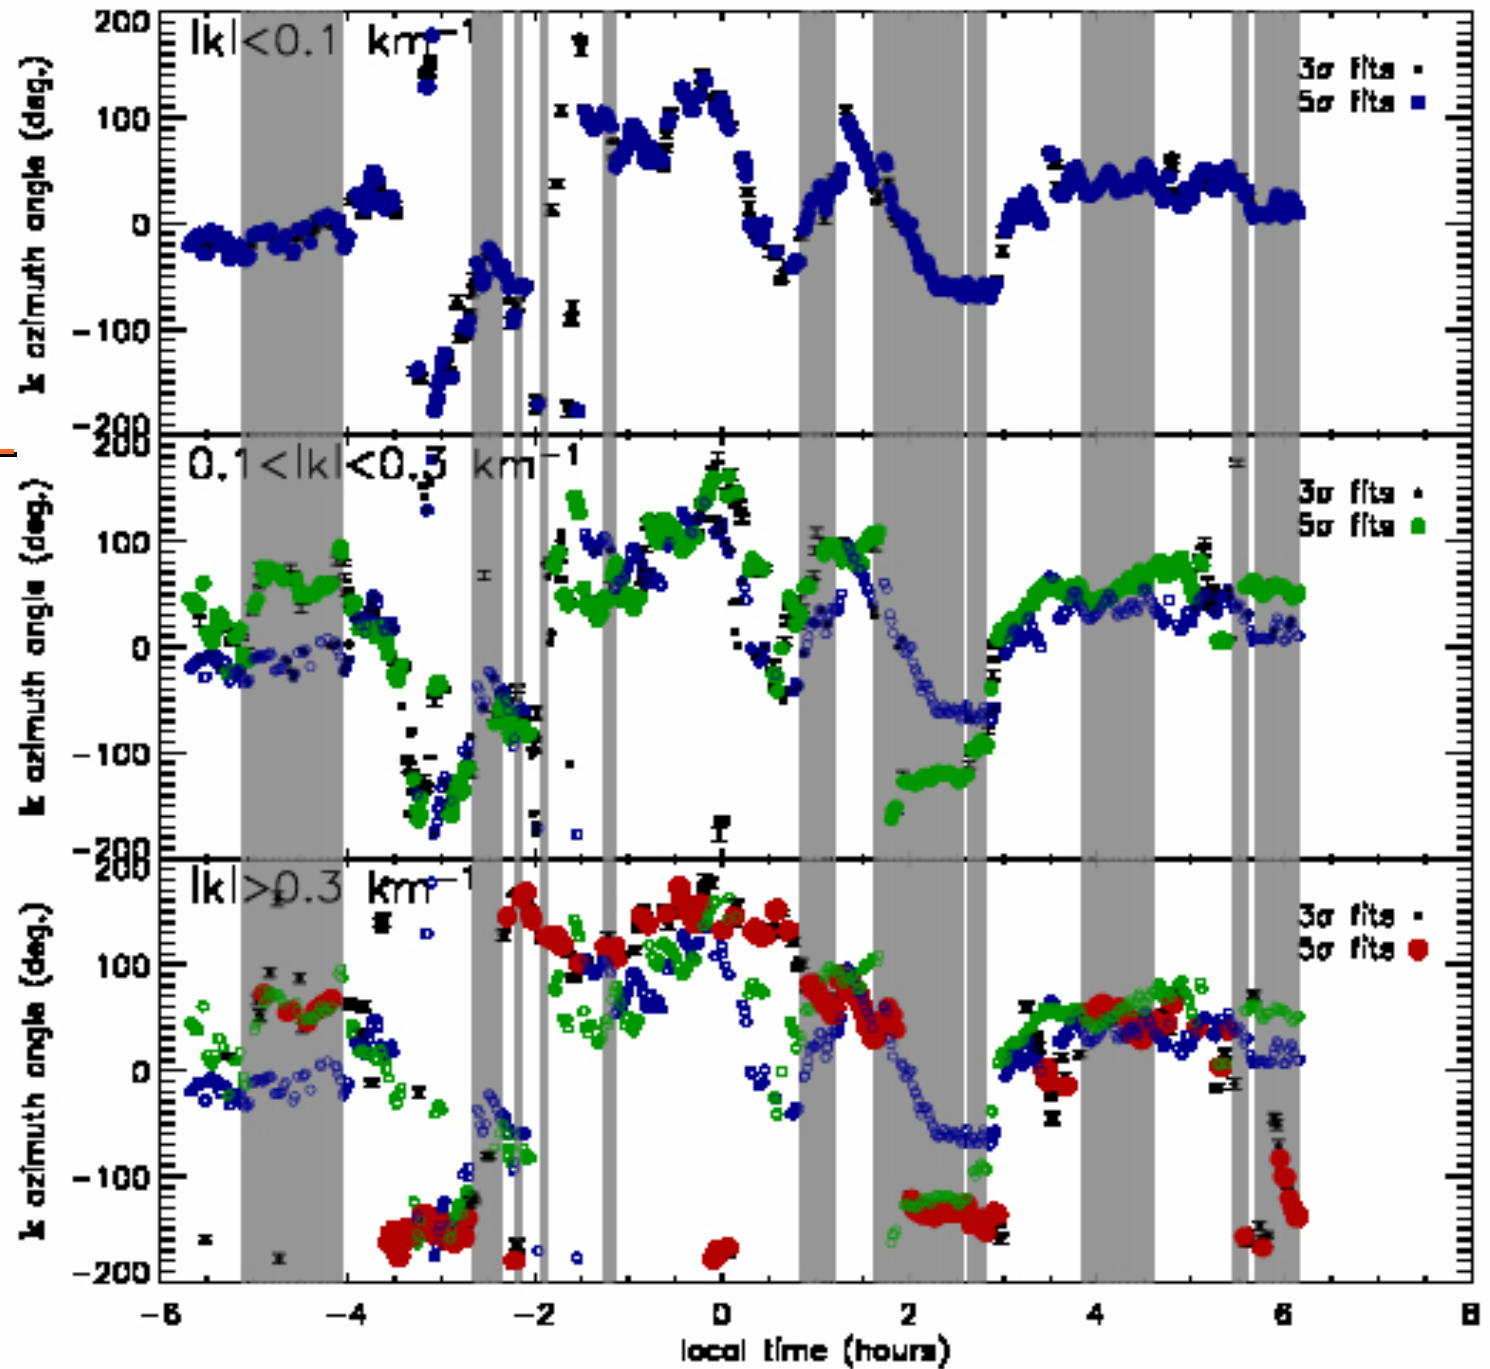 200
|k|<0.1 km⁻¹
3σ fits
5σ fits
100
0
-100
-200
k azimuth angle (deg.)
200
0.1<|k|<0.3 km⁻¹
3σ fits
5σ fits
100
0
-100
-200
k azimuth angle (deg.)
200
|k|>0.3 km⁻¹
3σ fits
5σ fits
100
0
-100
-200
k azimuth angle (deg.)
-6 -4 -2 0 2 4 6 8
local time (hours)